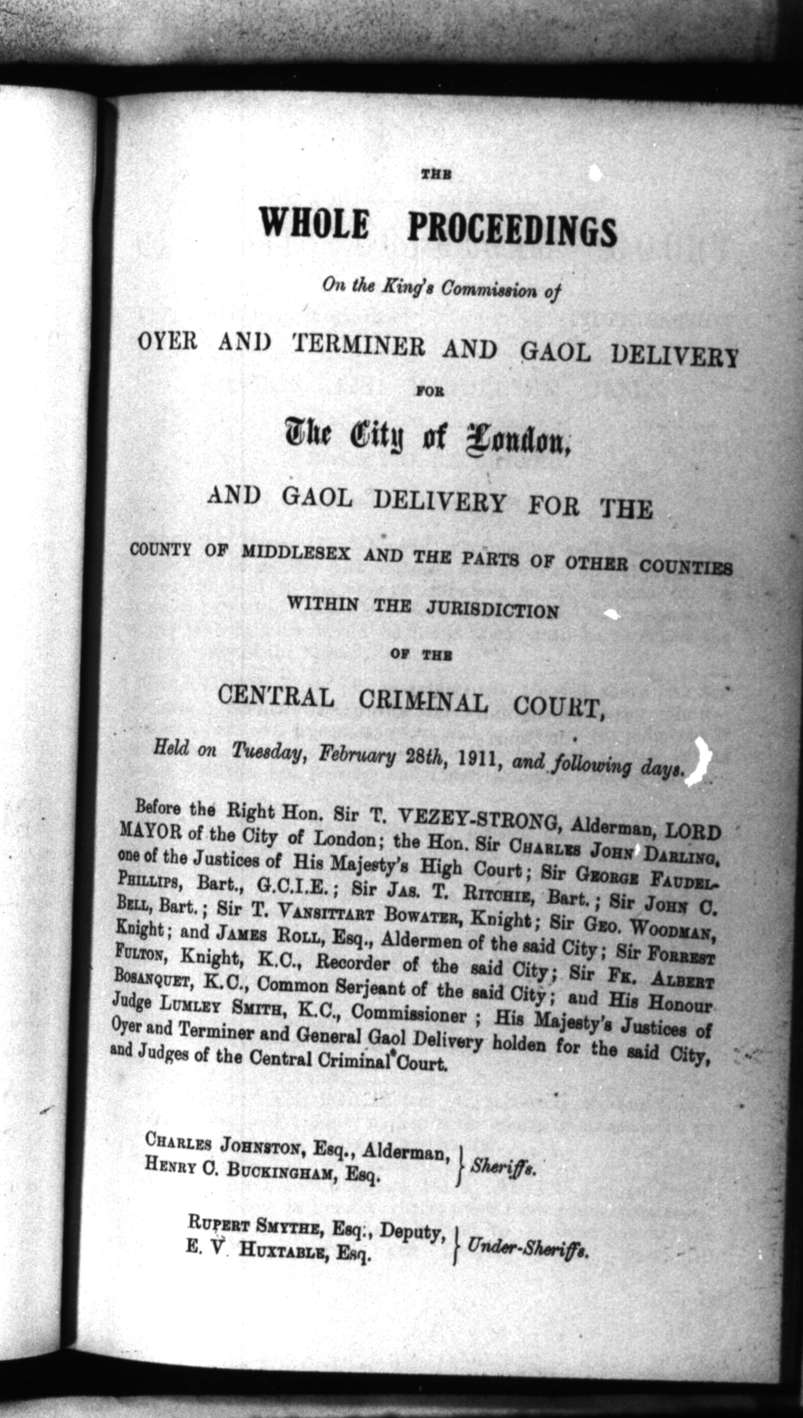 THE
WHOLE PROCEEDINGS
On the King's Commission of
OYER AND TERMINER AND GAOL DELIVERY
FOR
The City of London,
AND GAOL DELIVERY FOR THE
COUNTY OF MIDDLESEX AND THE PARTS OF OTHER COUNTIES
WITHIN THE JURISDICTION
OF THE
CENTRAL CRIMINAL COURT,
Held on Tuesday, February 28th, 1911, and following days.
Before the Right Hon. Sir T. VEZEY-STRONG, Alderman, LORD
MAYOR of the City of London; the Hon. Sir CHARLES JOHN DARLING,
one of the Justices of His Majesty's High Court; Sir GEORGE FAUDEL-
PHILLIPS, Bart., G.C.I.E.; Sir JAS. T. RITCHIE, Bart.; Sir JOHN C.
BELL, Bart.; Sir T. VANSITTART BOWATER, Knight; Sir GEO. WOODMAN,
Knight; and JAMES ROLL, Esq., Aldermen of the said City; Sir FORREST
FULTON, Knight, K.C., Recorder of the said City; Sir FK. ALBERT
BOSANQUET, K.C., Common Serjeant of the said City; and His Honour
Judge LUMLEY SMITH, K.C., Commissioner; His Majesty's Justices of
Oyer and Terminer and General Gaol Delivery holden for the said City,
and Judges of the Central Criminal Court.
CHARLES JOHNSTON, Esq., Alderman,
HENRY C. BUCKINGHAM, Esq.
} Sheriffs.
RUPERT SMYTHE, Esq., Deputy,
E. V. HUXTABLE, Esq.
} Under-Sheriffs.